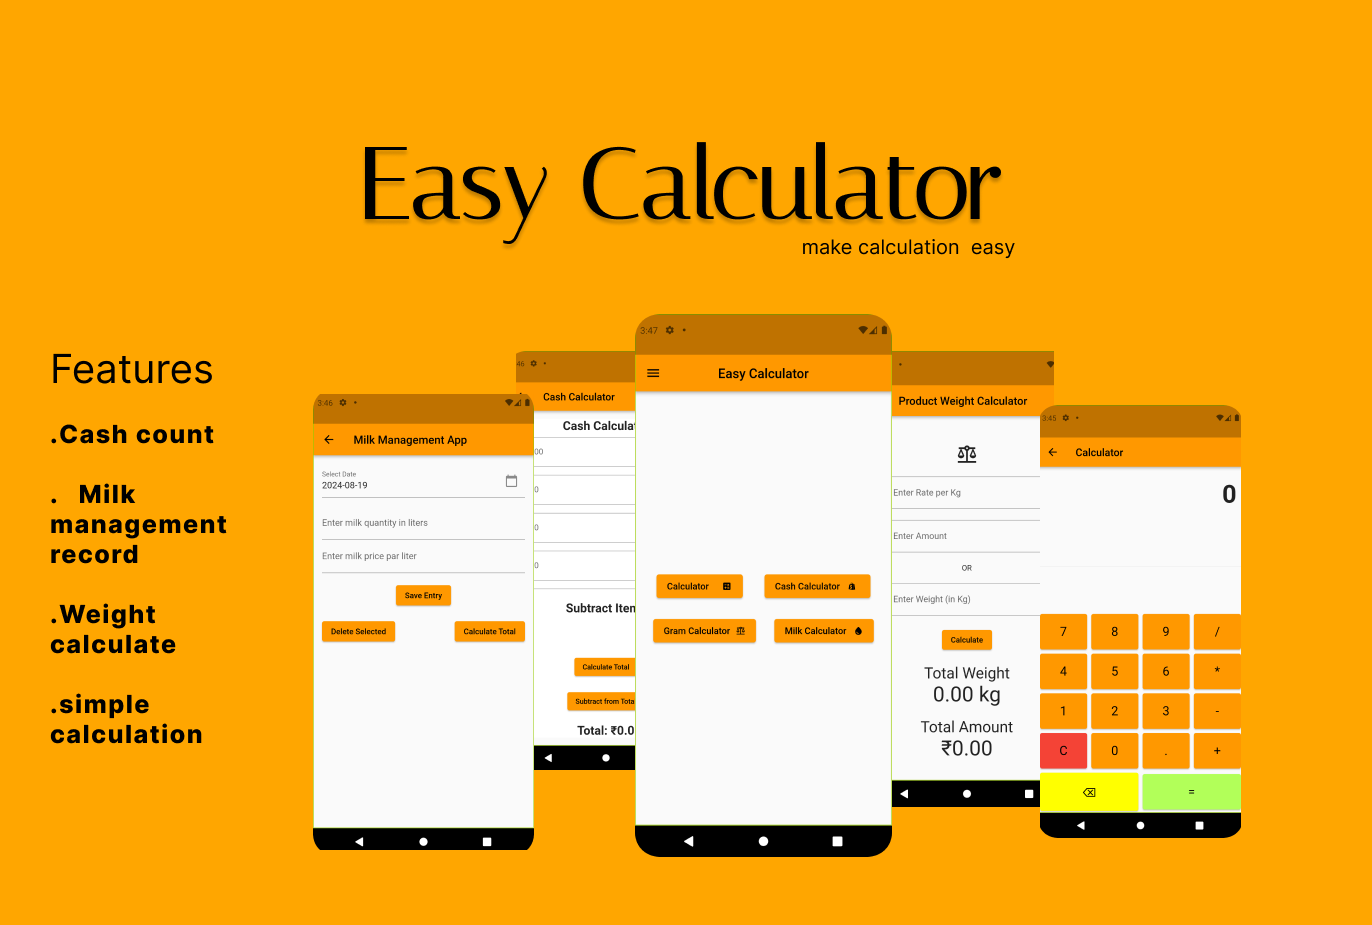 Easy Calculator
make calculation  easy
Features
.Cash count
.  Milk
management
record
.Weight
calculate
.simple
calculation
3:46
Milk Management App
Select Date
2024-08-19
Enter milk quantity in liters
Enter milk price par liter
Save Entry
Delete Selected
Calculate Total
46
Cash Calculator
Cash Calcula
00
0
0
0
Subtract Iten
Calculate Total
Subtract from Tota
Total: ₹0.0
3:47
Easy Calculator
Calculator
Cash Calculator
Gram Calculator
Milk Calculator
Product Weight Calculator
Enter Rate per Kg
Enter Amount
OR
Enter Weight (in Kg)
Calculate
Total Weight
0.00 kg
Total Amount
₹0.00
3:45
Calculator
0
7 8 9 /
4 5 6 *
1 2 3 -
C 0 . +
=